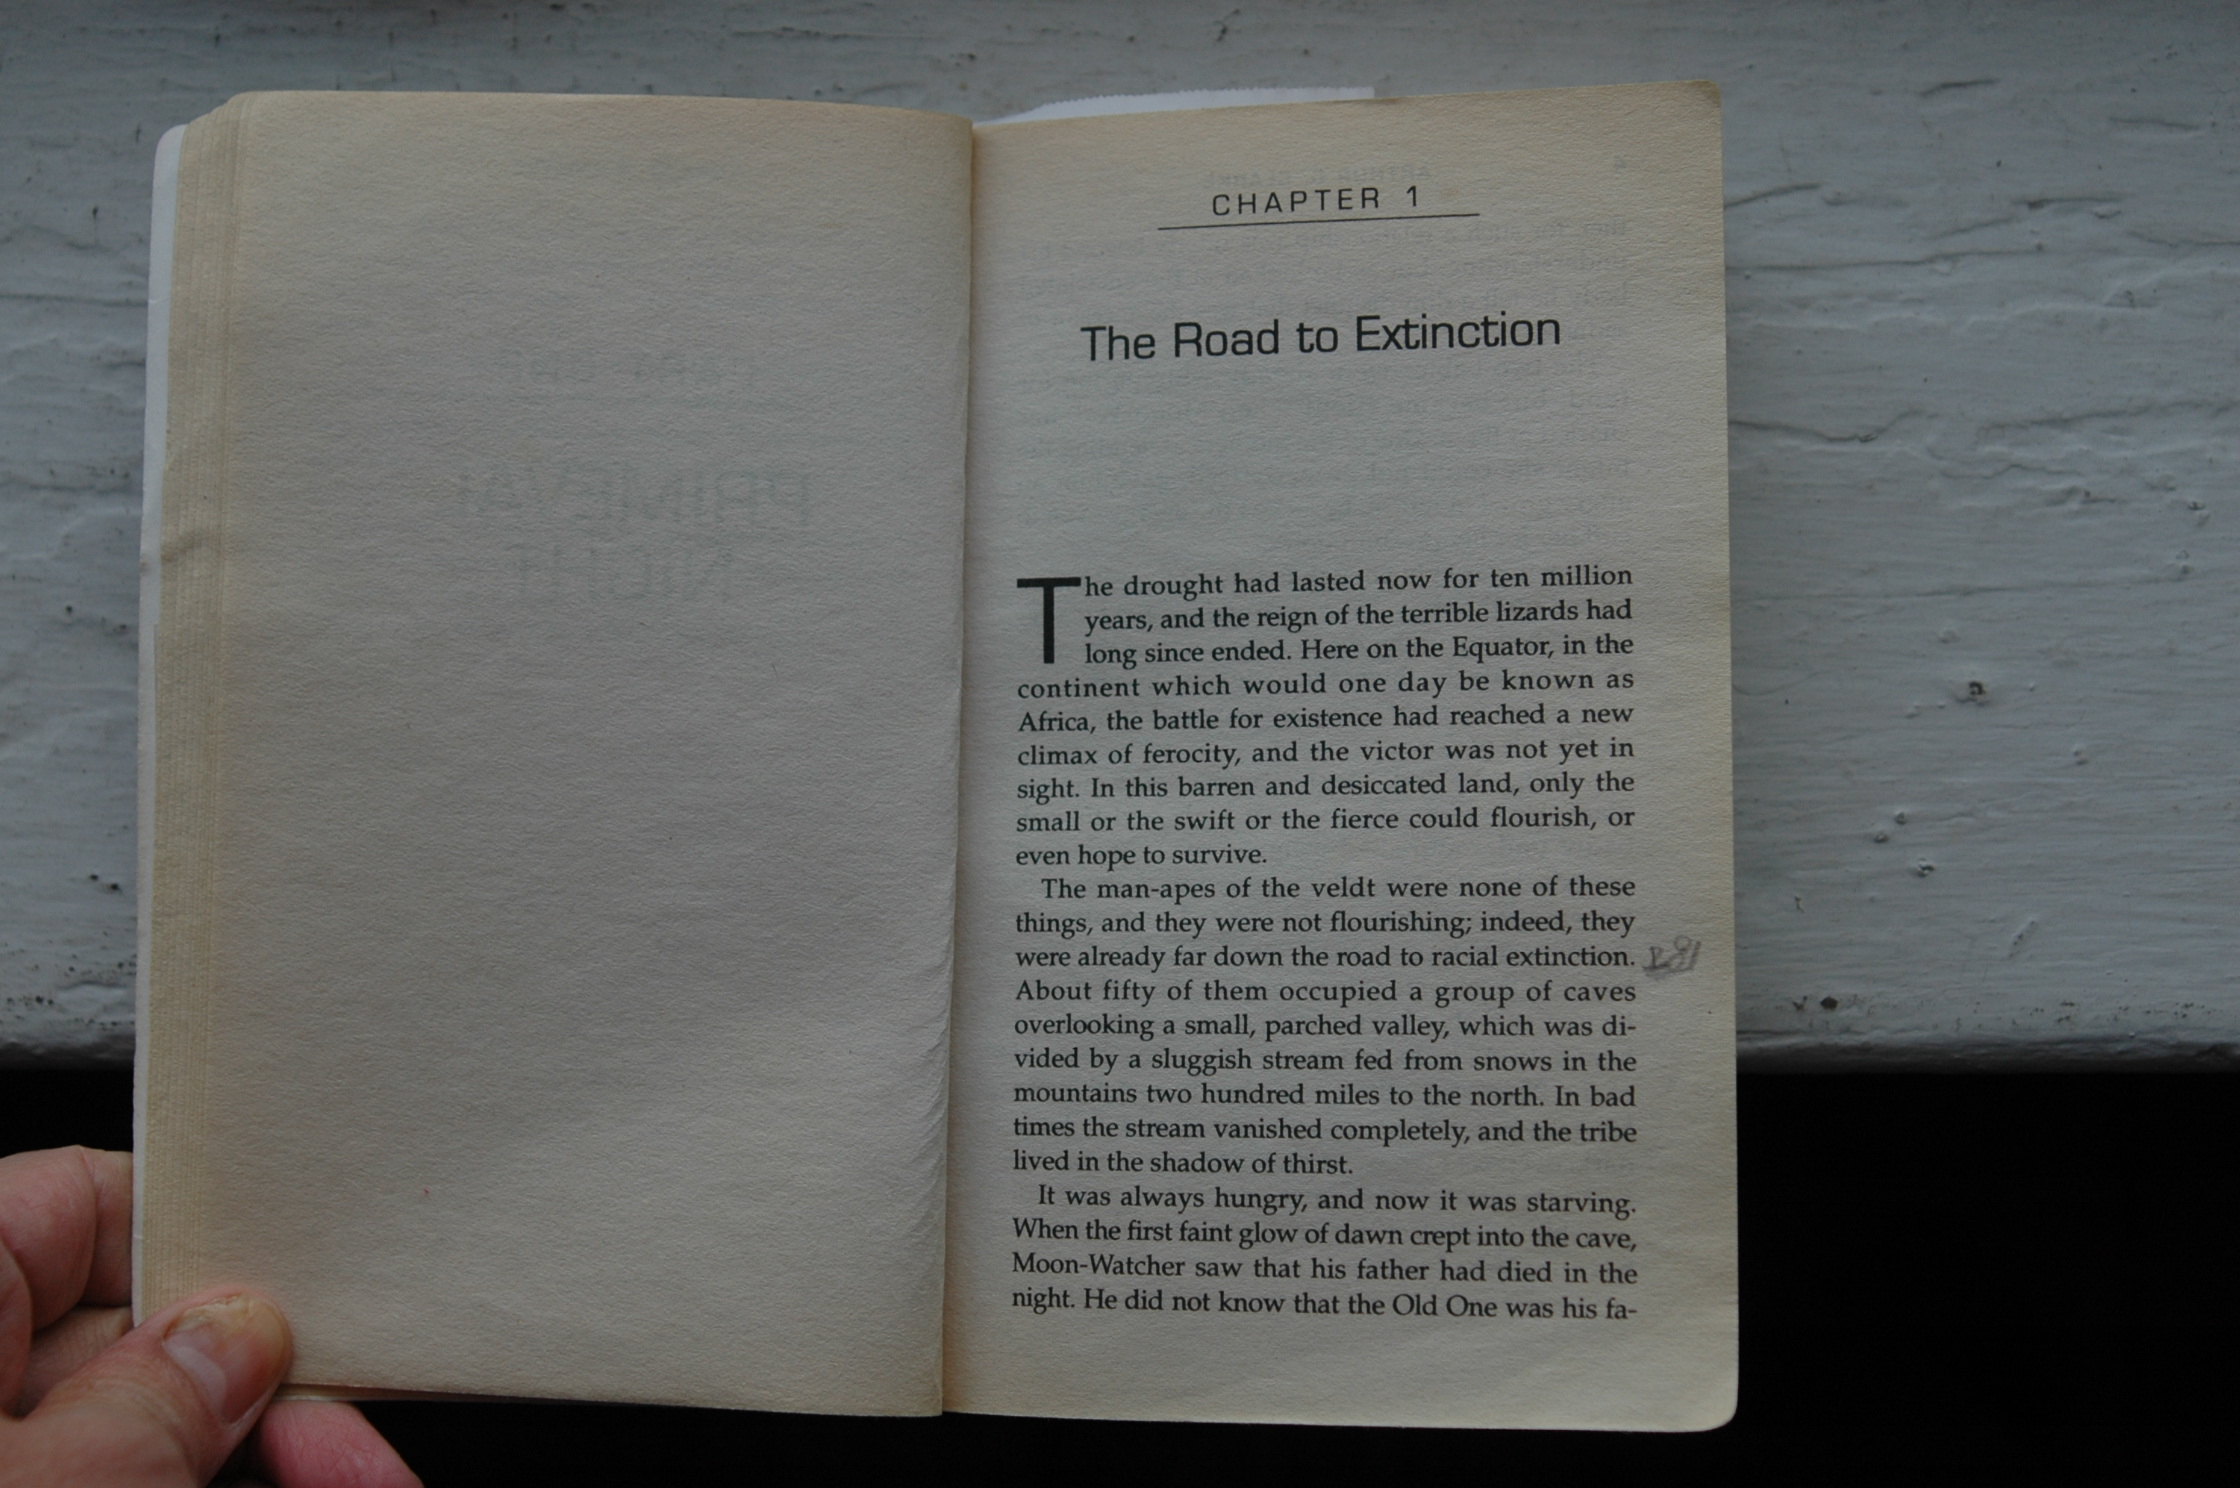 CHAPTER 1
The Road to Extinction
The drought had lasted now for ten million
years, and the reign of the terrible lizards had
long since ended. Here on the Equator, in the
continent which would one day be known as
Africa, the battle for existence had reached a new
climax of ferocity, and the victor was not yet in
sight. In this barren and desiccated land, only the
small or the swift or the fierce could flourish, or
even hope to survive.
The man-apes of the veldt were none of these
things, and they were not flourishing; indeed, they
were already far down the road to racial extinction.
About fifty of them occupied a group of caves
overlooking a small, parched valley, which was di-
vided by a sluggish stream fed from snows in the
mountains two hundred miles to the north. In bad
times the stream vanished completely, and the tribe
lived in the shadow of thirst.
It was always hungry, and now it was starving.
When the first faint glow of dawn crept into the cave,
Moon-Watcher saw that his father had died in the
night. He did not know that the Old One was his fa-